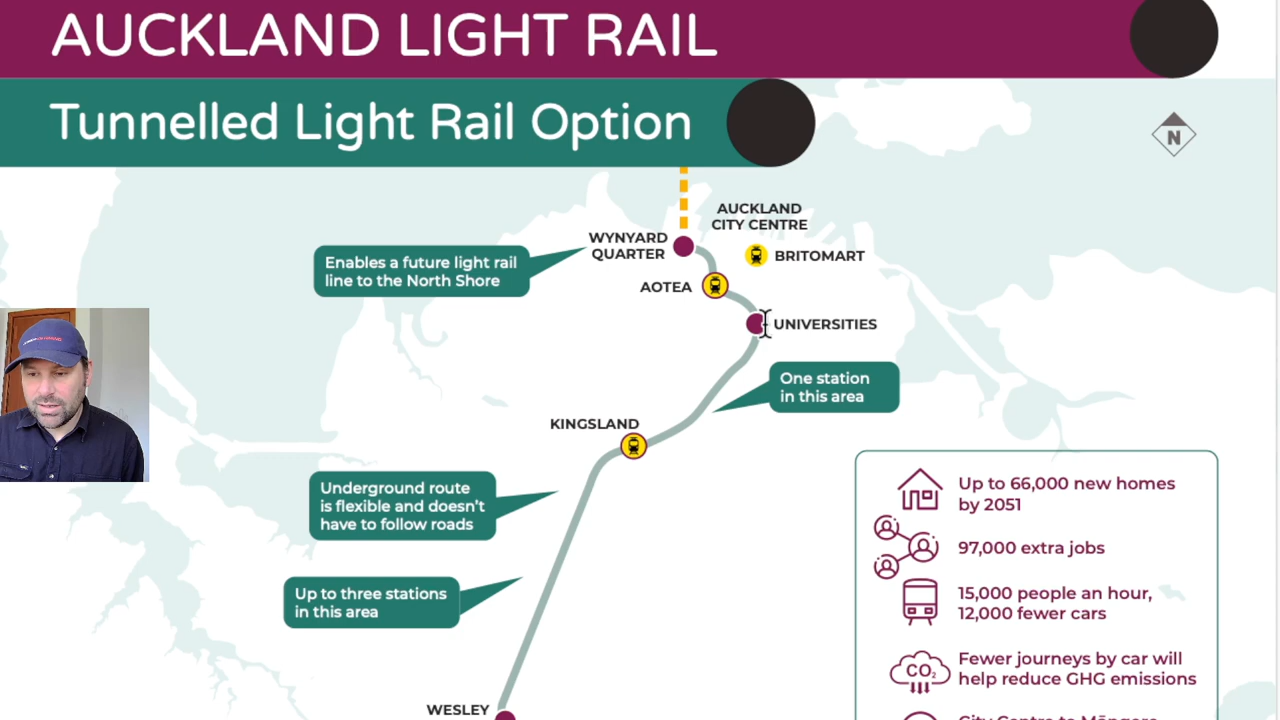 AUCKLAND LIGHT RAIL
Tunnelled Light Rail Option
N
AUCKLAND
CITY CENTRE
WYNYARD
QUARTER
BRITOMART
Enables a future light rail
line to the North Shore
AOTEA
UNIVERSITIES
One station
in this area
KINGSLAND
Underground route
is flexible and doesn't
have to follow roads
Up to three stations
in this area
WESLEY
Up to 66,000 new homes
by 2051
97,000 extra jobs
15,000 people an hour,
12,000 fewer cars
CO₂
Fewer journeys by car will
help reduce GHG emissions
City Centre to Māngere